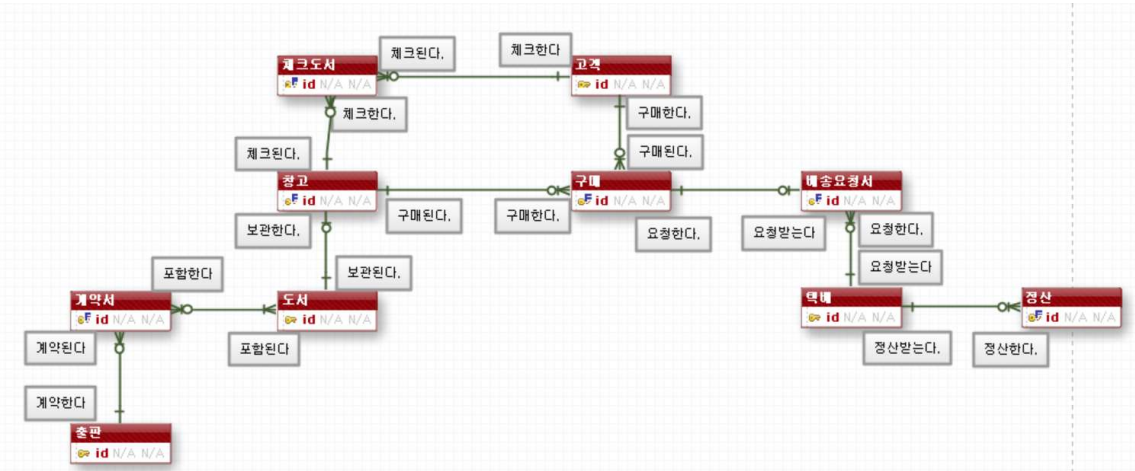 체크된다.
체크한다
체크도서
id N/A N/A
고객
id N/A N/A
체크한다.
구매한다.
체크된다.
구매된다.
창고
id N/A N/A
구매
id N/A N/A
배송요청서
id N/A N/A
보관한다.
구매된다.
구매한다.
요청한다.
요청받는다
요청한다.
요청받는다
포함한다
보관된다.
계약서
id N/A N/A
도서
id N/A N/A
택배
id N/A N/A
정산
id N/A N/A
계약된다
포함된다
정산받는다.
정산한다.
계약한다
출판
id N/A N/A